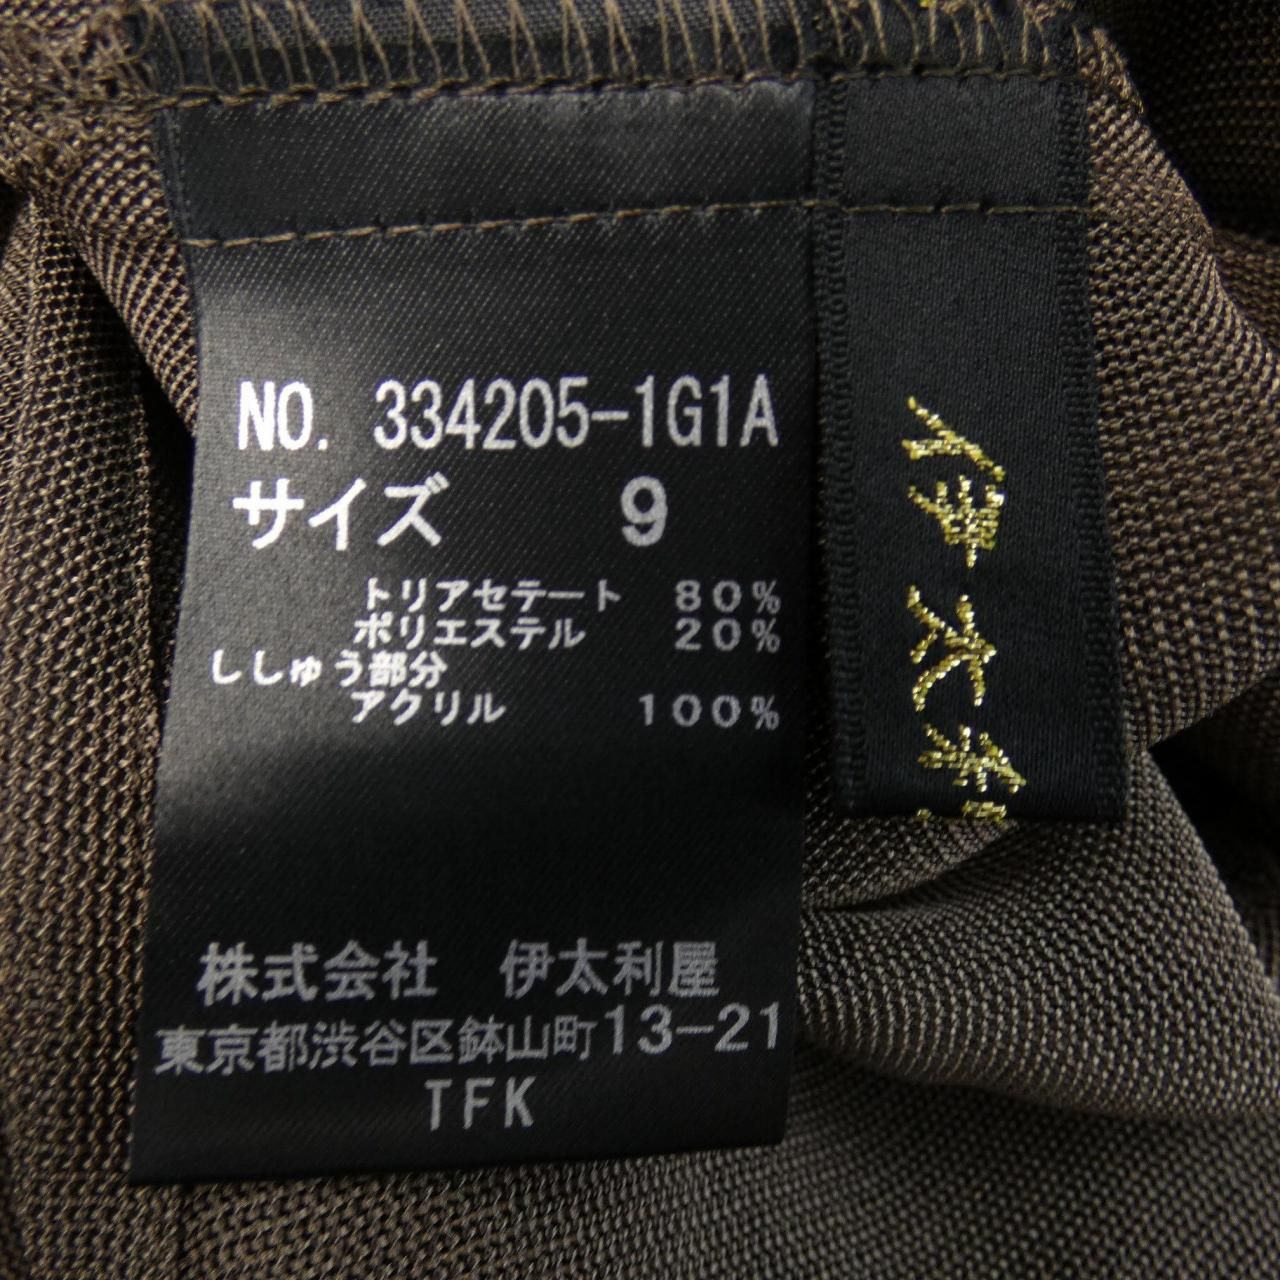 NO. 334205-1G1A
サイズ 9
トリアセテート 80%
ポリエステル 20%
ししゅう部分
アクリル 100%
株式会社 伊太利屋
東京都渋谷区鉢山町13-21
TFK
伊太利